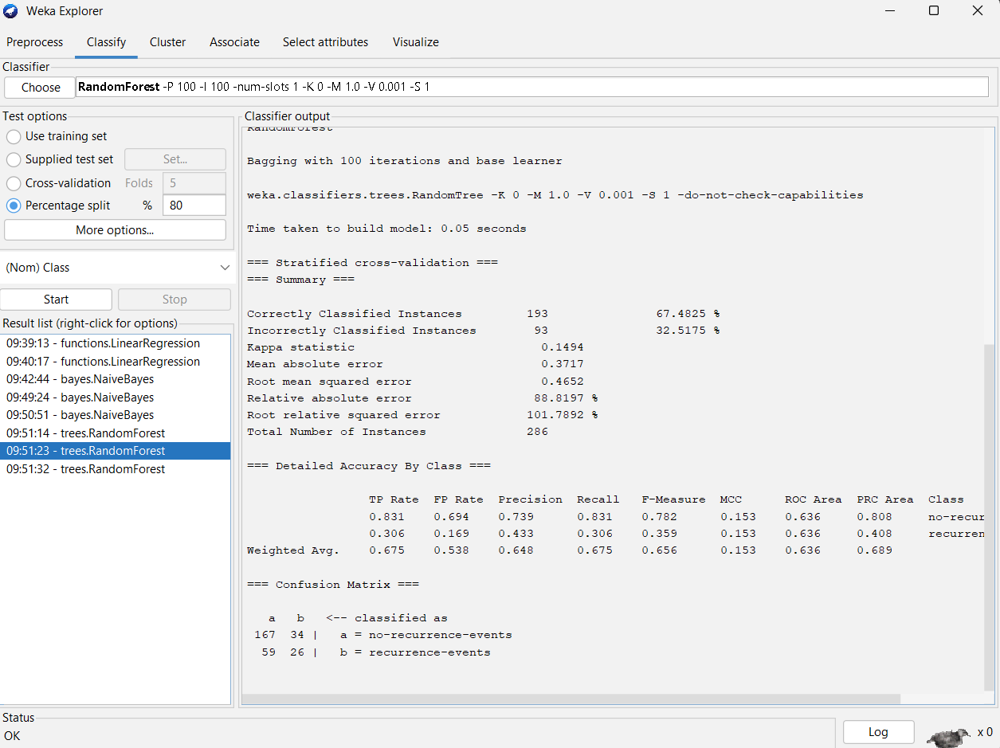 Weka Explorer
Preprocess Classify Cluster Associate Select attributes Visualize
Classifier
Choose RandomForest -P 100 -I 100 -num-slots 1 -K 0 -M 1.0 -V 0.001 -S 1
Test options
Use training set
Supplied test set Set...
Cross-validation Folds 5
Percentage split % 80
More options...
(Nom) Class
Start Stop
Result list (right-click for options)
09:39:13 - functions.LinearRegression
09:40:17 - functions.LinearRegression
09:42:44 - bayes.NaiveBayes
09:49:24 - bayes.NaiveBayes
09:50:51 - bayes.NaiveBayes
09:51:14 - trees.RandomForest
09:51:23 - trees.RandomForest
09:51:32 - trees.RandomForest
Classifier output
RandomForest
Bagging with 100 iterations and base learner
weka.classifiers.trees.RandomTree -K 0 -M 1.0 -V 0.001 -S 1 -do-not-check-capabilities
Time taken to build model: 0.05 seconds
=== Stratified cross-validation ===
=== Summary ===
Correctly Classified Instances 193 67.4825 %
Incorrectly Classified Instances 93 32.5175 %
Kappa statistic 0.1494
Mean absolute error 0.3717
Root mean squared error 0.4652
Relative absolute error 88.8197 %
Root relative squared error 101.7892 %
Total Number of Instances 286
=== Detailed Accuracy By Class ===
TP Rate FP Rate Precision Recall F-Measure MCC ROC Area PRC Area Class
0.831 0.694 0.739 0.831 0.782 0.153 0.636 0.808 no-recur
0.306 0.169 0.433 0.306 0.359 0.153 0.636 0.408 recurren
Weighted Avg. 0.675 0.538 0.648 0.675 0.656 0.153 0.636 0.689
=== Confusion Matrix ===
a b <-- classified as
167 34 | a = no-recurrence-events
59 26 | b = recurrence-events
Status
OK
Log x 0